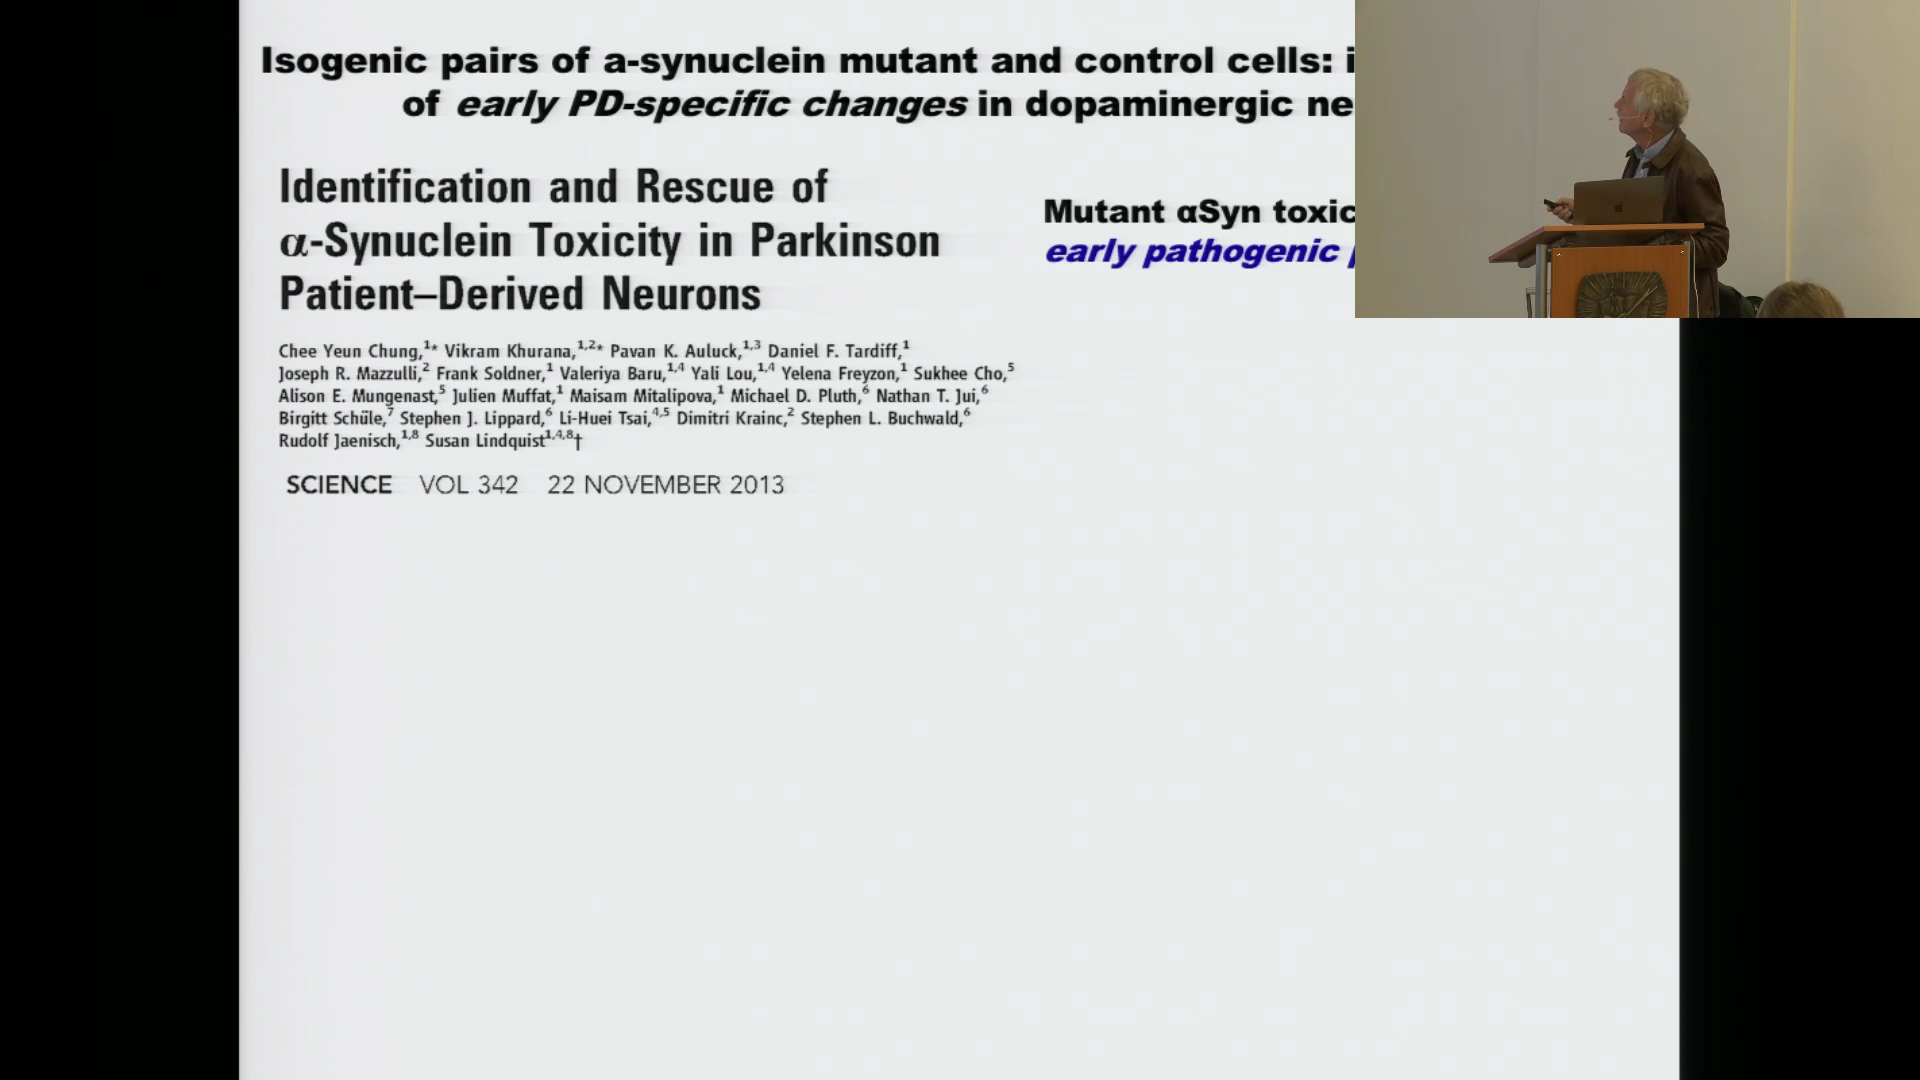 Isogenic pairs of a-synuclein mutant and control cells:
of early PD-specific changes in dopaminergic
Identification and Rescue of
α-Synuclein Toxicity in Parkinson
Patient–Derived Neurons
Mutant αSyn
early pathogenic
Chee Yeun Chung,¹* Vikram Khurana,¹,²* Pavan K. Auluck,¹,³ Daniel F. Tardiff,¹
Joseph R. Mazzulli,² Frank Soldner,¹ Valeriya Baru,¹,⁴ Yali Lou,¹,⁴ Yelena Freyzon,¹ Sukhee Cho,⁵
Alison E. Mungenast,⁵ Julien Muffat,¹ Maisam Mitalipova,¹ Michael D. Pluth,⁶ Nathan T. Jui,⁶
Birgitt Schüle,⁷ Stephen J. Lippard,⁶ Li-Huei Tsai,⁴,⁵ Dimitri Krainc,² Stephen L. Buchwald,⁶
Rudolf Jaenisch,¹,⁸ Susan Lindquist¹,⁴,⁸†
SCIENCE VOL 342 22 NOVEMBER 2013